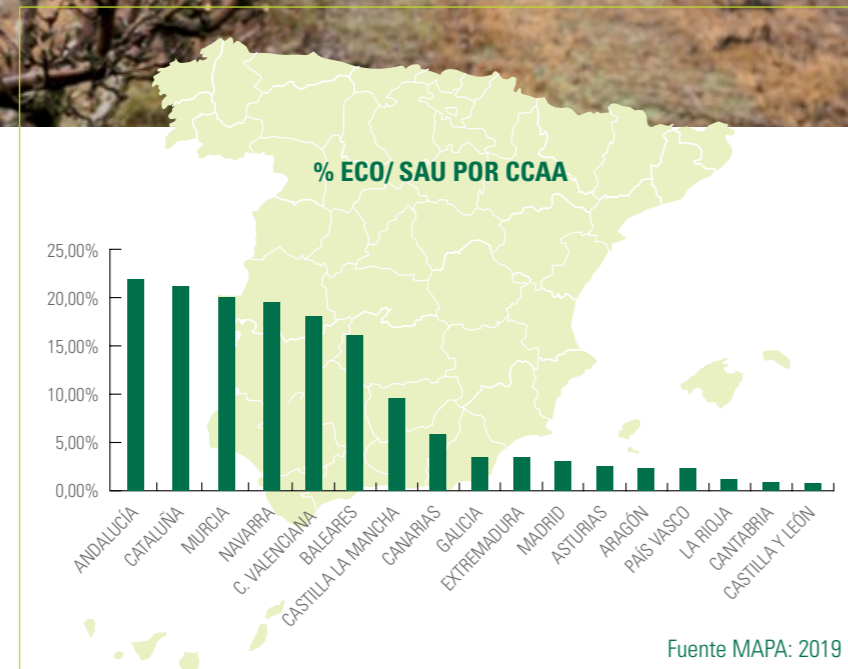 % ECO/ SAU POR CCAA
25,00%
20,00%
15,00%
10,00%
5,00%
0,00%
ANDALUCÍA
CATALUÑA
MURCIA
NAVARRA
C. VALENCIANA
BALEARES
CASTILLA LA MANCHA
CANARIAS
GALICIA
EXTREMADURA
MADRID
ASTURIAS
ARAGÓN
PAÍS VASCO
LA RIOJA
CANTABRIA
CASTILLA Y LEÓN
Fuente MAPA: 2019